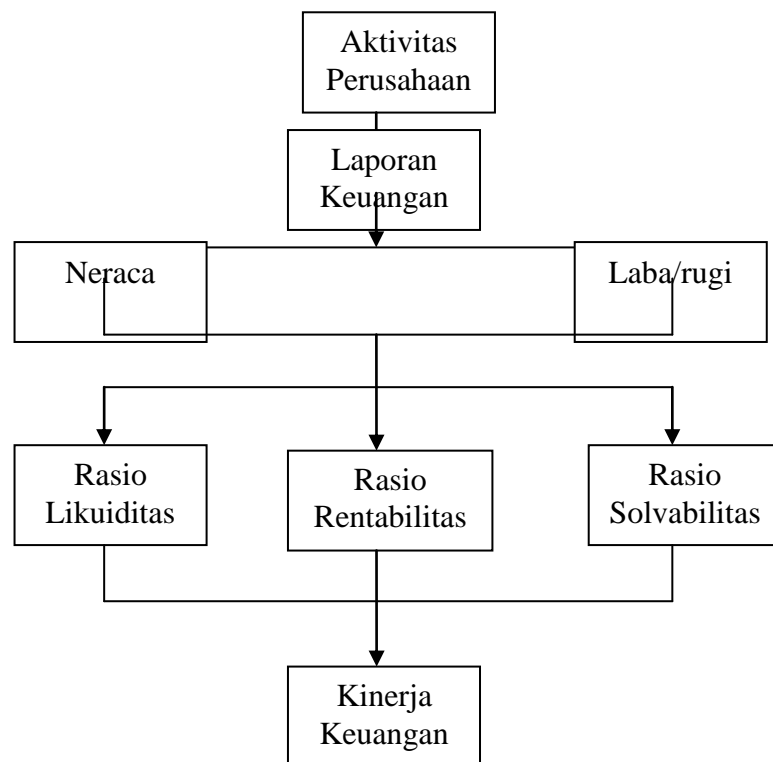 Aktivitas
Perusahaan
Laporan
Keuangan
Neraca
Laba/rugi
Rasio
Likuiditas
Rasio
Rentabilitas
Rasio
Solvabilitas
Kinerja
Keuangan